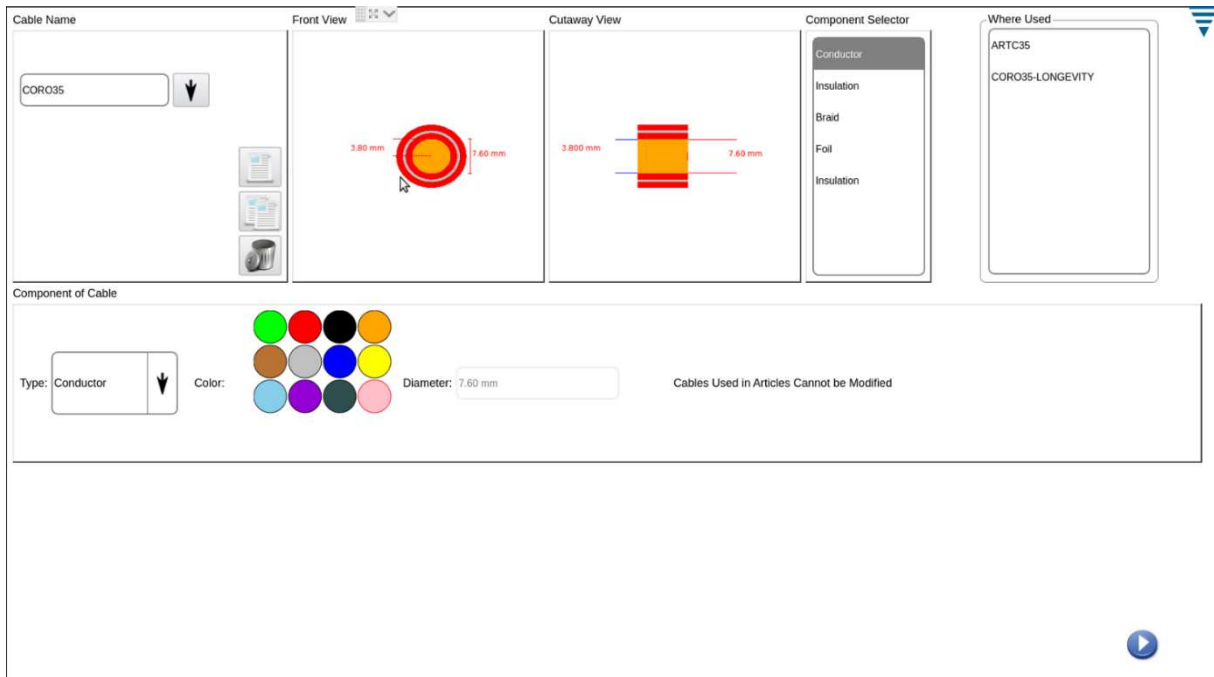 Cable Name
Front View
Cutaway View
Component Selector
Where Used
CORO35
3.80 mm
7.60 mm
3.800 mm
7.60 mm
Conductor
Insulation
Braid
Foil
Insulation
ARTC35
CORO35-LONGEVITY
Component of Cable
Type: Conductor
Color:
Diameter: 7.60 mm
Cables Used in Articles Cannot be Modified